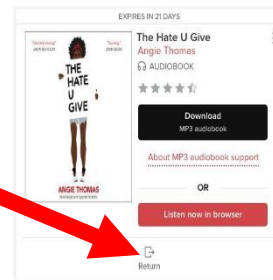 EXPIRES IN 21 DAYS
The Hate U Give
Angie Thomas
AUDIOBOOK
THE
HATE
U
GIVE
ANGIE THOMAS
Download
MP3 audiobook
About MP3 audiobook support
OR
Listen now in browser
Return